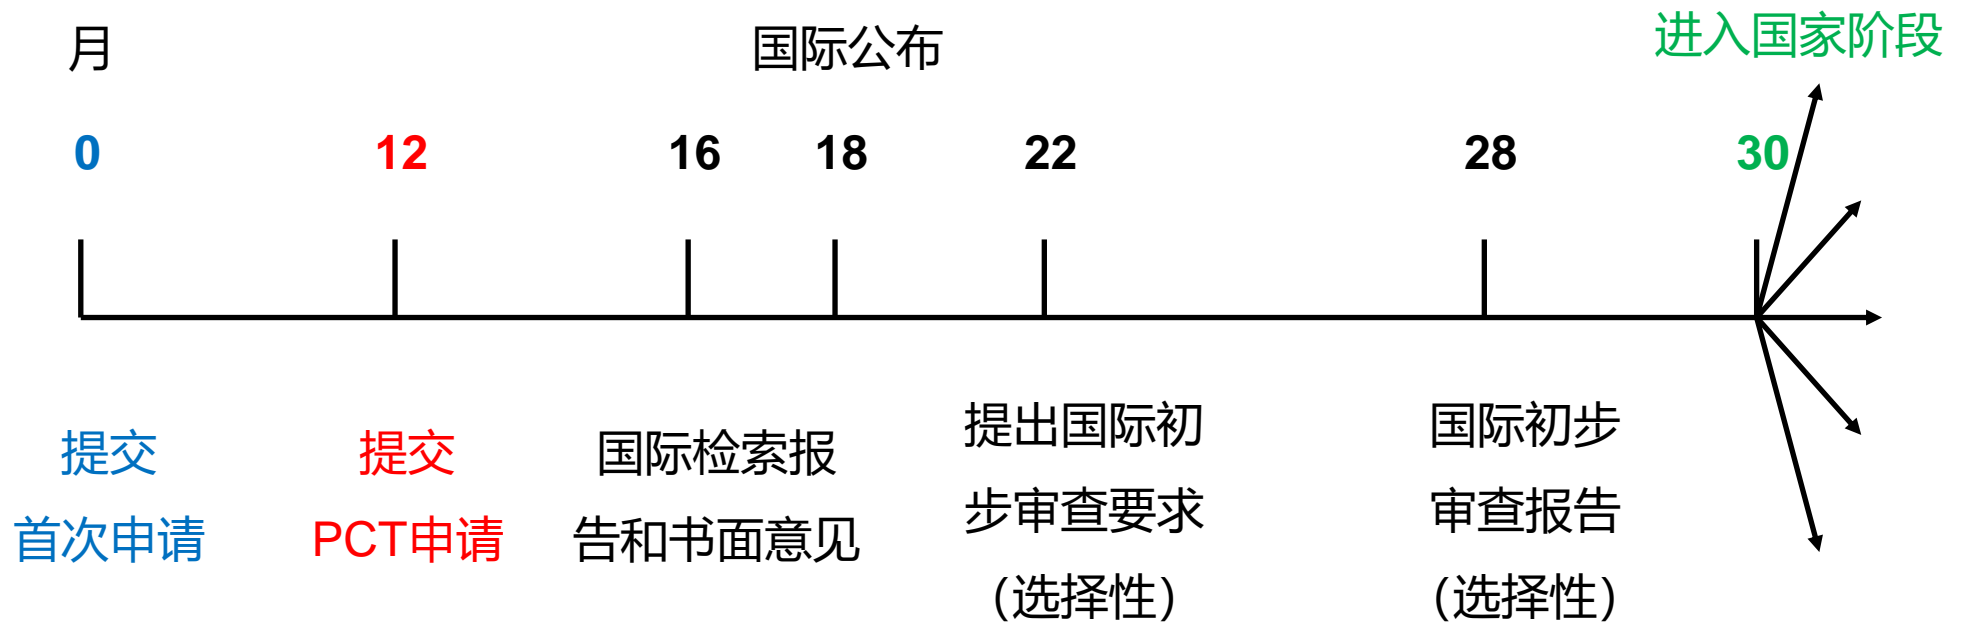 月
国际公布
进入国家阶段
0
12
16
18
22
28
30
提交
首次申请
提交
PCT申请
国际检索报
告和书面意见
提出国际初
步审查要求
(选择性)
国际初步
审查报告
(选择性)